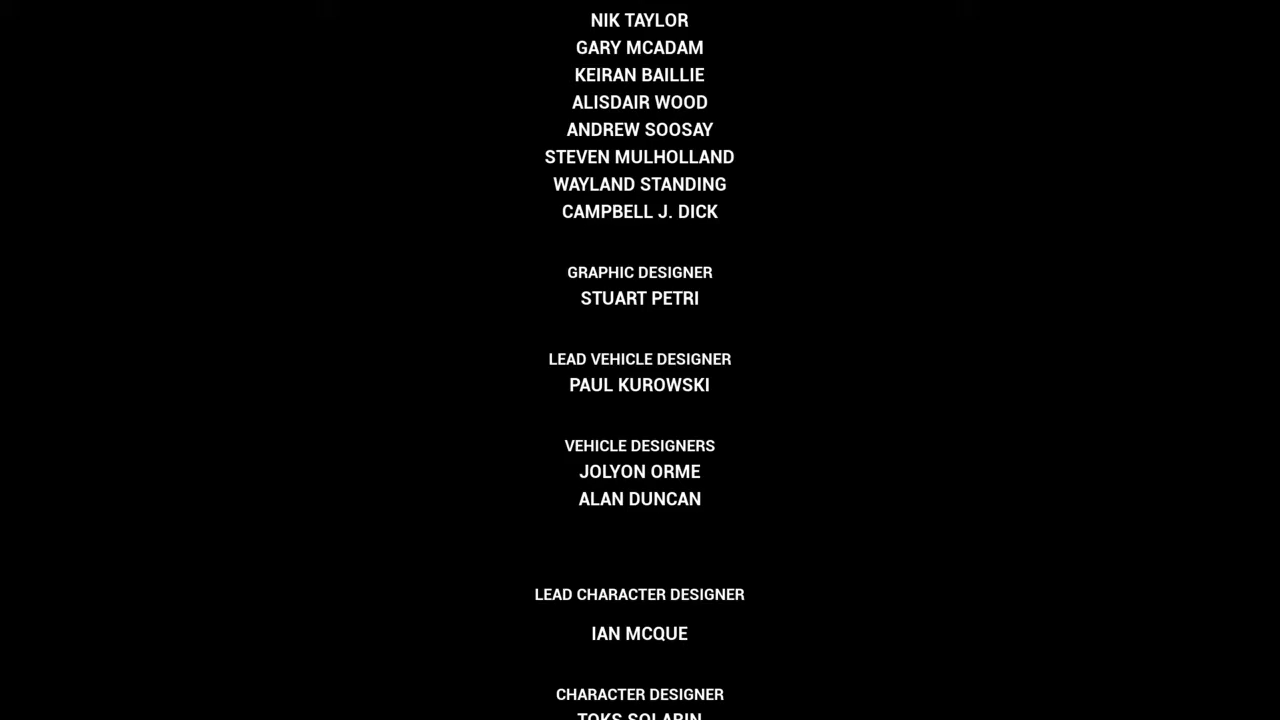 NIK TAYLOR
GARY MCADAM
KEIRAN BAILLIE
ALISDAIR WOOD
ANDREW SOOSAY
STEVEN MULHOLLAND
WAYLAND STANDING
CAMPBELL J. DICK
GRAPHIC DESIGNER
STUART PETRI
LEAD VEHICLE DESIGNER
PAUL KUROWSKI
VEHICLE DESIGNERS
JOLYON ORME
ALAN DUNCAN
LEAD CHARACTER DESIGNER
IAN MCQUE
CHARACTER DESIGNER
TOKS SOLARIN